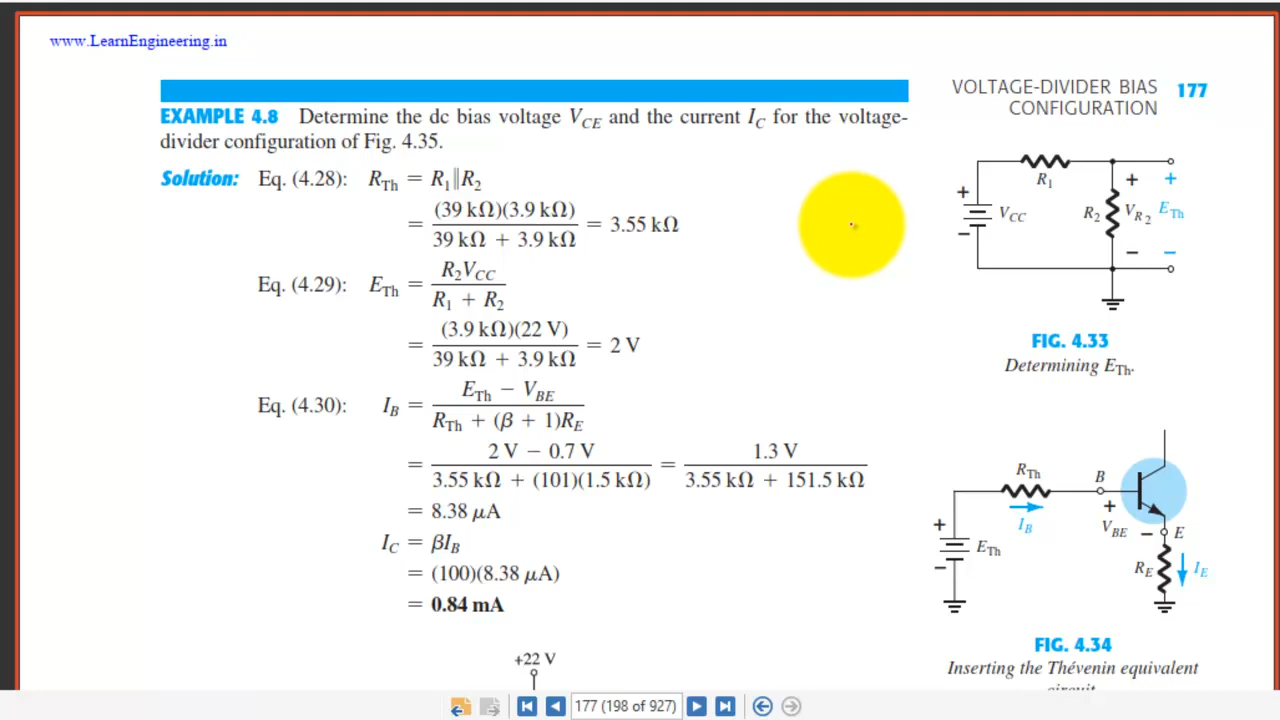 www.LearnEngineering.in
VOLTAGE-DIVIDER BIAS 177
CONFIGURATION
EXAMPLE 4.8 Determine the dc bias voltage V_CE and the current I_C for the voltage-
divider configuration of Fig. 4.35.
Solution: Eq. (4.28): R_Th = R_1 ∥ R_2
= (39 kΩ)(3.9 kΩ) / 39 kΩ + 3.9 kΩ = 3.55 kΩ
Eq. (4.29): E_Th = R_2V_CC / R_1 + R_2
= (3.9 kΩ)(22 V) / 39 kΩ + 3.9 kΩ = 2 V
Eq. (4.30): I_B = E_Th − V_BE / R_Th + (β + 1)R_E
= 2 V − 0.7 V / 3.55 kΩ + (101)(1.5 kΩ) = 1.3 V / 3.55 kΩ + 151.5 kΩ
= 8.38 μA
I_C = βI_B
= (100)(8.38 μA)
= 0.84 mA
+22 V
+ R_1 + +
V_CC R_2 V_R2 E_Th
− − −
FIG. 4.33
Determining E_Th.
R_Th B
I_B + V_BE − E
+ E_Th −
R_E I_E
FIG. 4.34
Inserting the Thévenin equivalent
circuit.
177 (198 of 927)